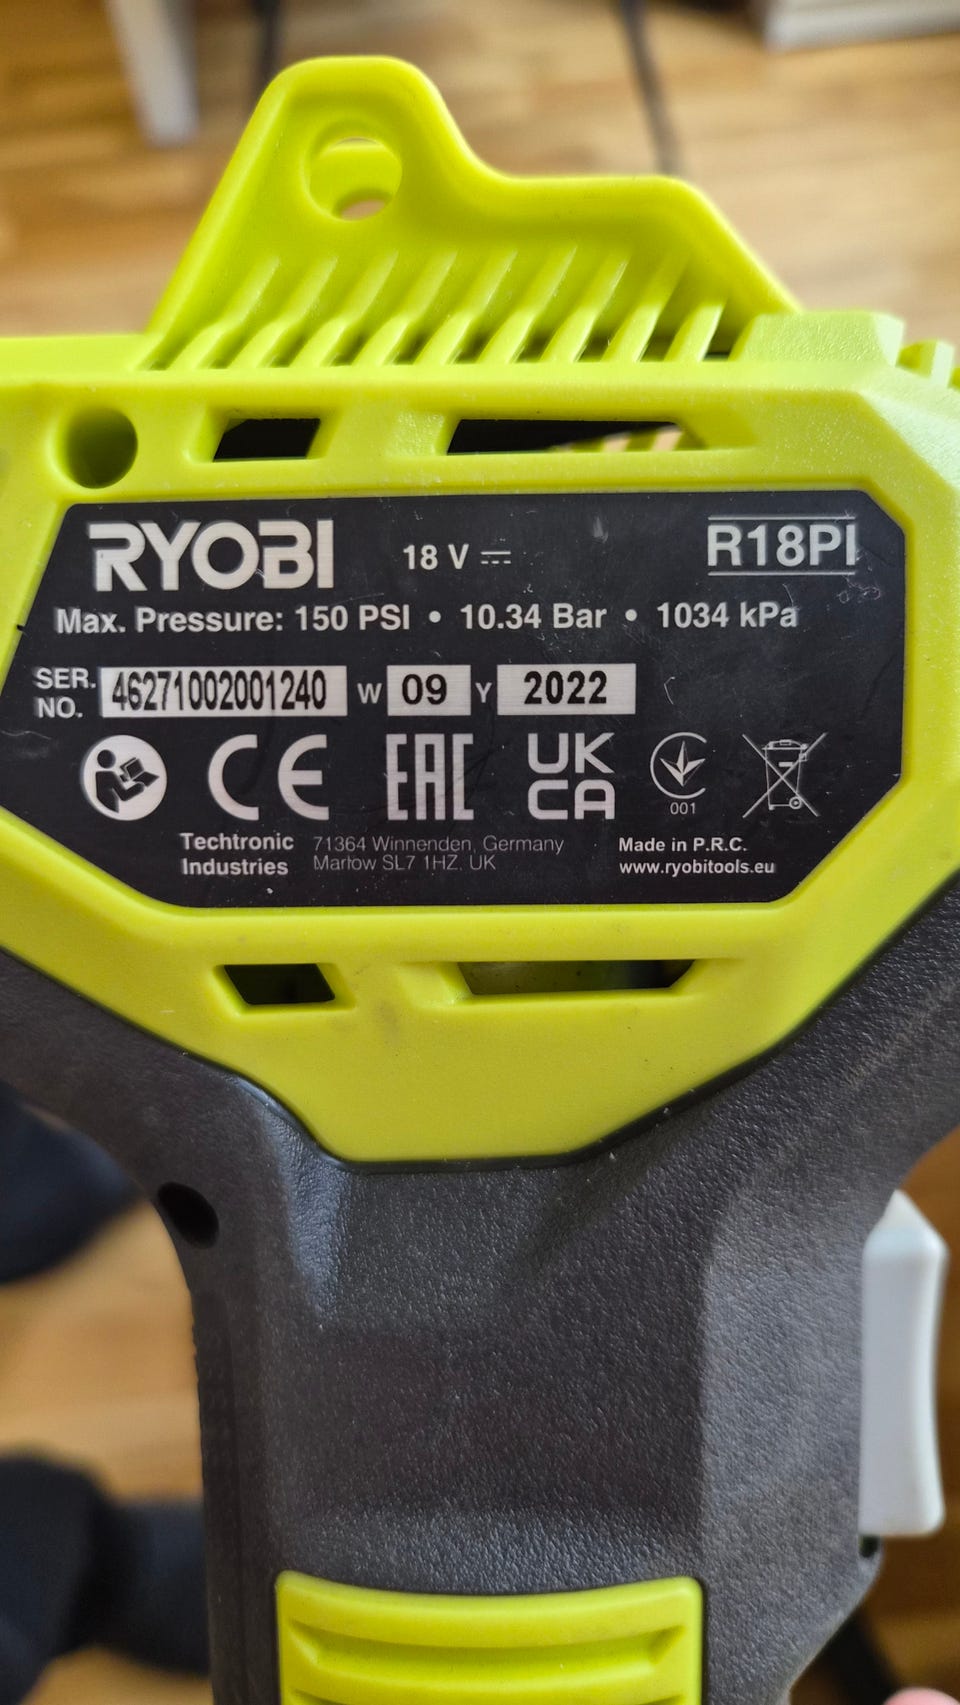 RYOBI 18 V R18PI
Max. Pressure: 150 PSI • 10.34 Bar • 1034 kPa
SER. NO. 46271002001240 W 09 Y 2022
CE EAC UK CA 001
Techtronic Industries
71364 Winnenden, Germany
Marlow SL7 1HZ, UK
Made in P.R.C.
www.ryobitools.eu